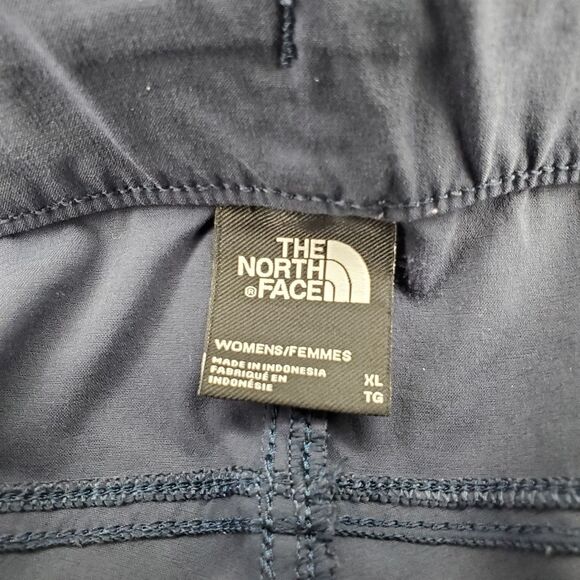 THE
NORTH
®FACE
WOMENS/FEMMES
MADE IN INDONESIA
FABRIQUÉ EN
INDONÉSIE
XL
TG